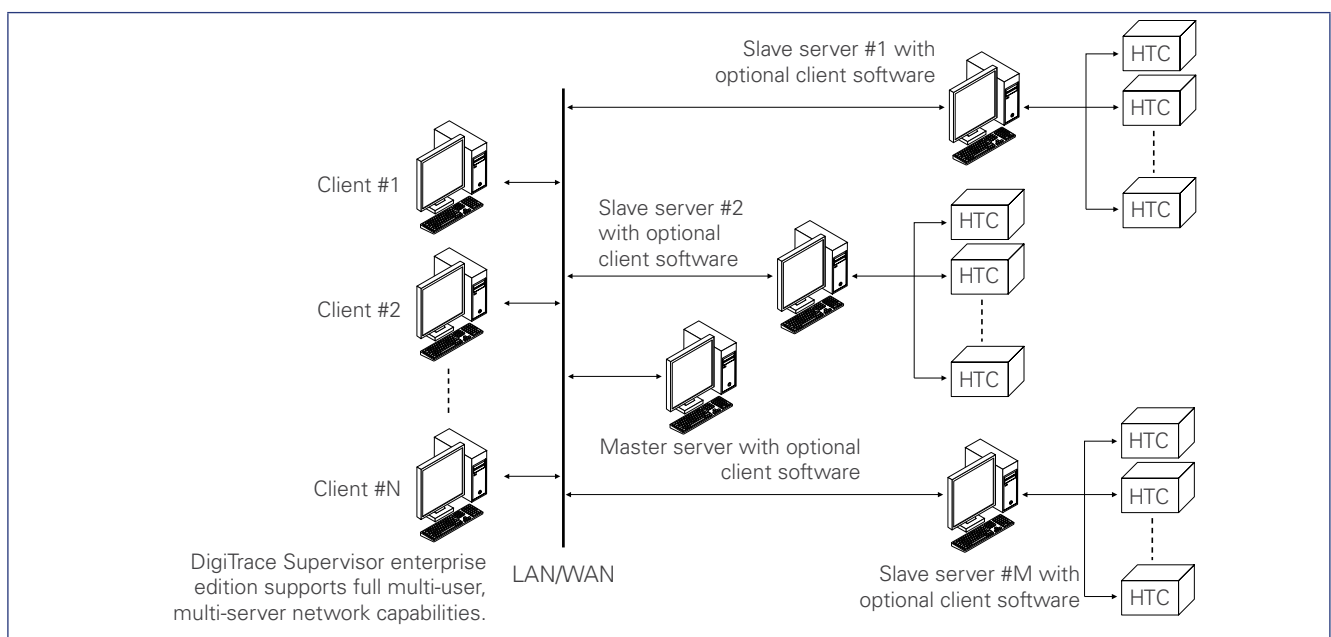 Slave server #1 with
optional client software
HTC
HTC
HTC
Client #1
Slave server #2
with optional
client software
HTC
HTC
HTC
Client #2
Master server with optional
client software
Client #N
HTC
HTC
HTC
DigiTrace Supervisor enterprise
edition supports full multi-user,
multi-server network capabilities.
LAN/WAN
Slave server #M with
optional client software